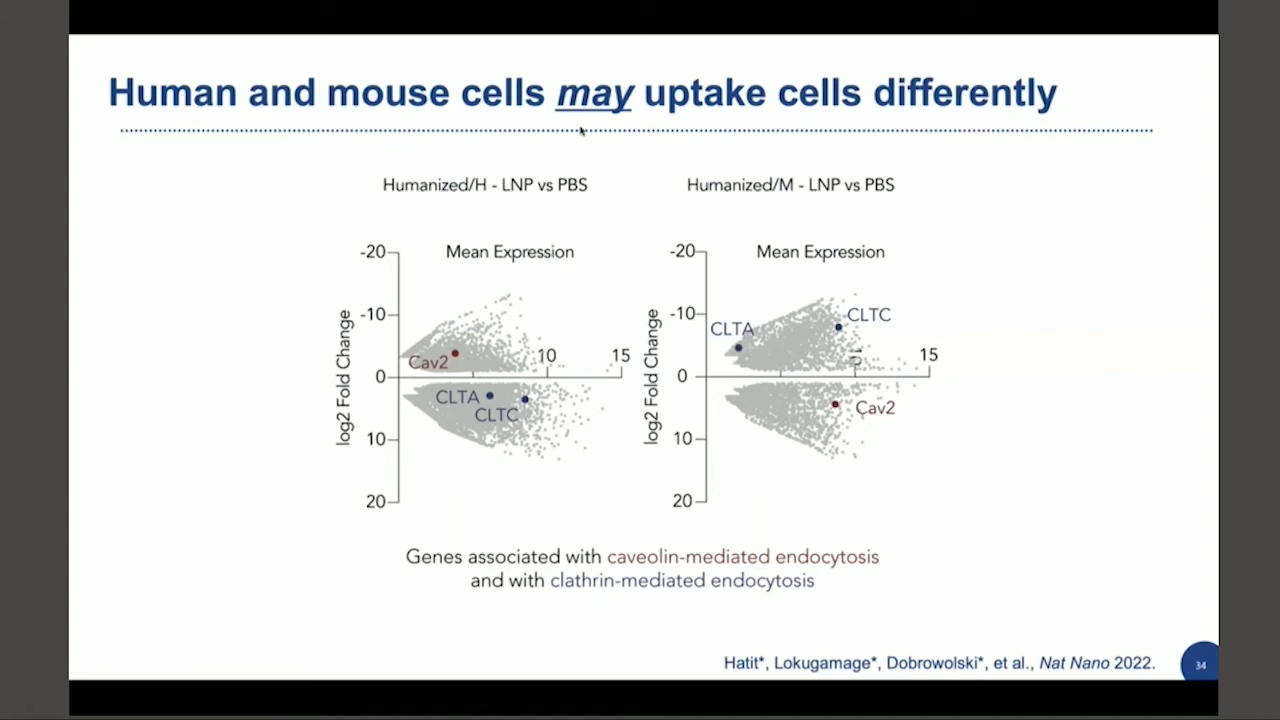 Human and mouse cells may uptake cells differently
Humanized/H - LNP vs PBS
Mean Expression
log2 Fold Change
-20
-10
0
10
20
10
15
Cav2
CLTA
CLTC
Humanized/M - LNP vs PBS
Mean Expression
log2 Fold Change
-20
-10
0
10
20
10
15
CLTA
CLTC
Cav2
Genes associated with caveolin-mediated endocytosis
and with clathrin-mediated endocytosis
Hatit*, Lokugamage*, Dobrowolski*, et al., Nat Nano 2022.
34